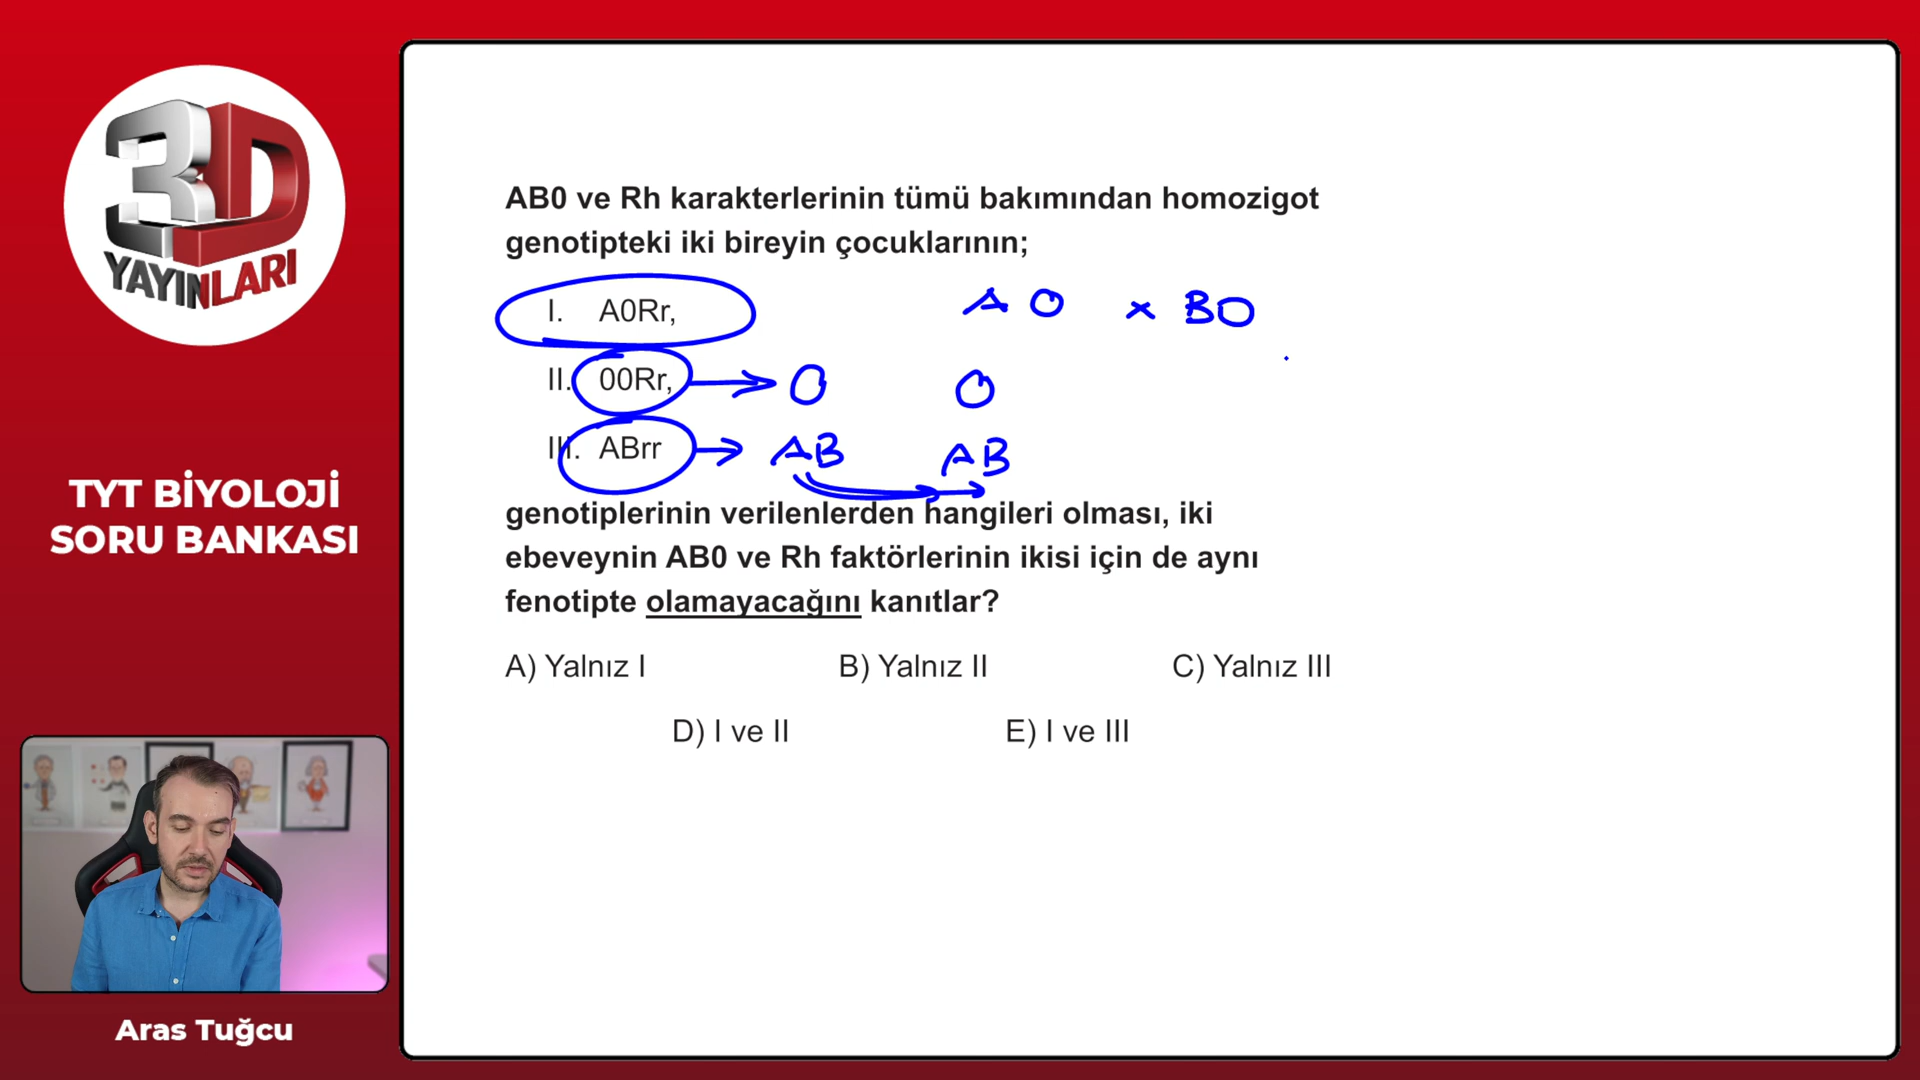 3D
YAYINLARI
TYT BİYOLOJİ
SORU BANKASI
Aras Tuğcu
AB0 ve Rh karakterlerinin tümü bakımından homozigot
genotipteki iki bireyin çocuklarının;
I. A0Rr,
A O × BO
II. 00Rr, → O O
III. ABrr → AB AB
genotiplerinin verilenlerden hangileri olması, iki
ebeveynin AB0 ve Rh faktörlerinin ikisi için de aynı
fenotipte olamayacağını kanıtlar?
A) Yalnız I B) Yalnız II C) Yalnız III
D) I ve II E) I ve III